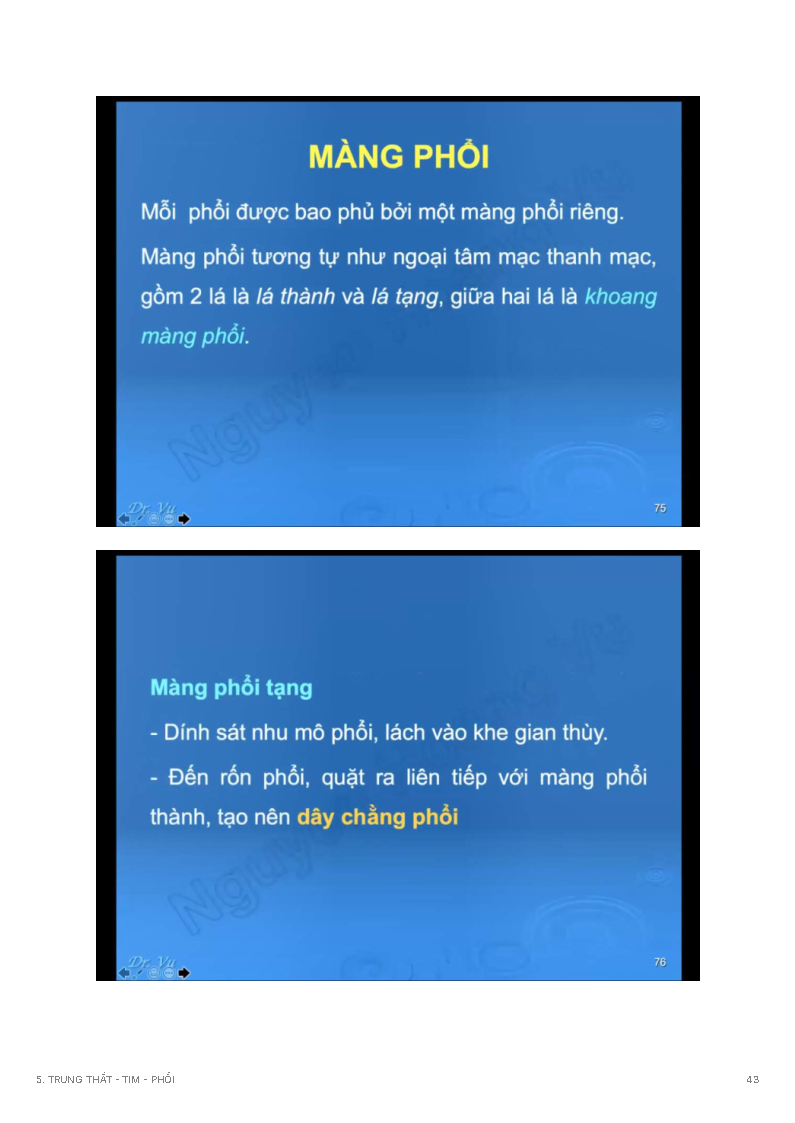 MÀNG PHỔI
Mỗi phổi được bao phủ bởi một màng phổi riêng.
Màng phổi tương tự như ngoại tâm mạc thanh mạc,
gồm 2 lá là lá thành và lá tạng, giữa hai lá là khoang
màng phổi.
Dr. Vu
75
Màng phổi tạng
- Dính sát nhu mô phổi, lách vào khe gian thùy.
- Đến rốn phổi, quặt ra liên tiếp với màng phổi
thành, tạo nên dây chằng phổi
Dr. Vu
76
5. TRUNG THẤT - TIM - PHỔI
43